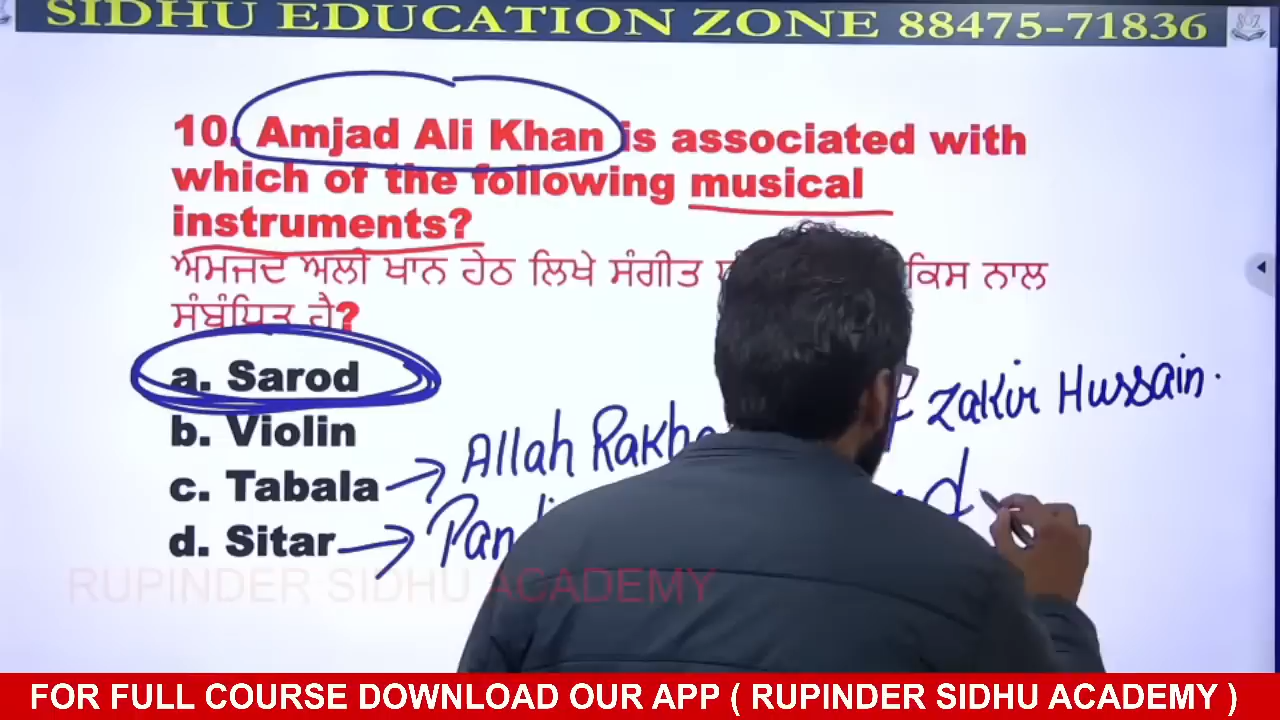 SIDHU EDUCATION ZONE 88475-71836
10. Amjad Ali Khan is associated with
which of the following musical
instruments?
ਅਮਜਦ ਅਲੀ ਖਾਨ ਹੇਠ ਲਿਖੇ ਸੰਗੀਤ ਕਿਸ ਨਾਲ
ਸੰਬੰਧਿਤ ਹੈ?
a. Sarod
b. Violin
c. Tabala → Allah Zakir Hussain.
d. Sitar →
RUPINDER SIDHU ACADEMY
FOR FULL COURSE DOWNLOAD OUR APP ( RUPINDER SIDHU ACADEMY )